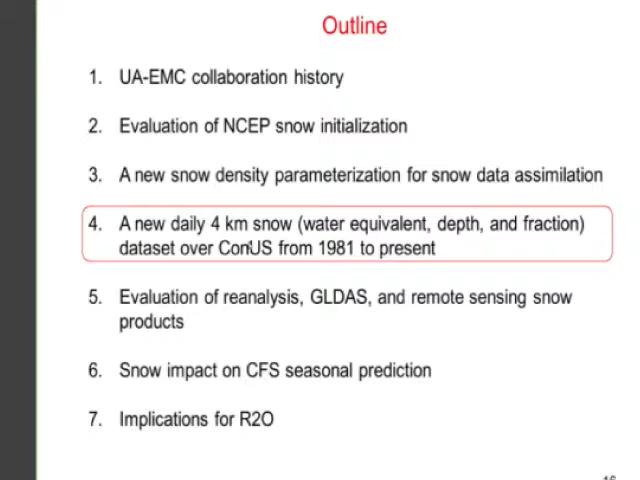 Outline
1. UA-EMC collaboration history
2. Evaluation of NCEP snow initialization
3. A new snow density parameterization for snow data assimilation
4. A new daily 4 km snow (water equivalent, depth, and fraction)
dataset over ConUS from 1981 to present
5. Evaluation of reanalysis, GLDAS, and remote sensing snow
products
6. Snow impact on CFS seasonal prediction
7. Implications for R2O
16